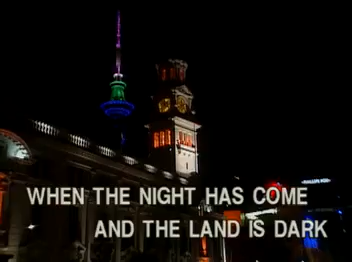 WHEN THE NIGHT HAS COME
AND THE LAND IS DARK